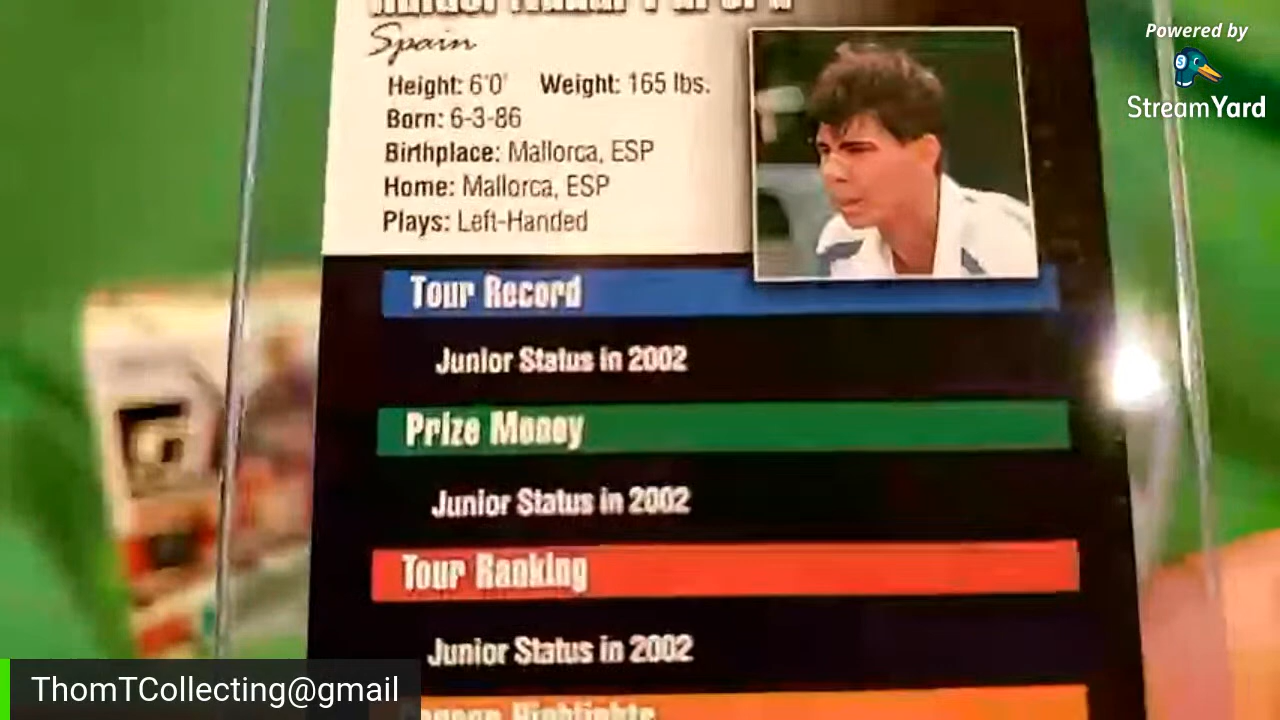 Powered by
StreamYard
Spain
Height: 6'0' Weight: 165 lbs.
Born: 6-3-86
Birthplace: Mallorca, ESP
Home: Mallorca, ESP
Plays: Left-Handed
Tour Record
Junior Status in 2002
Prize Money
Junior Status in 2002
Tour Ranking
Junior Status in 2002
Highlights
ThomTCollecting@gmail